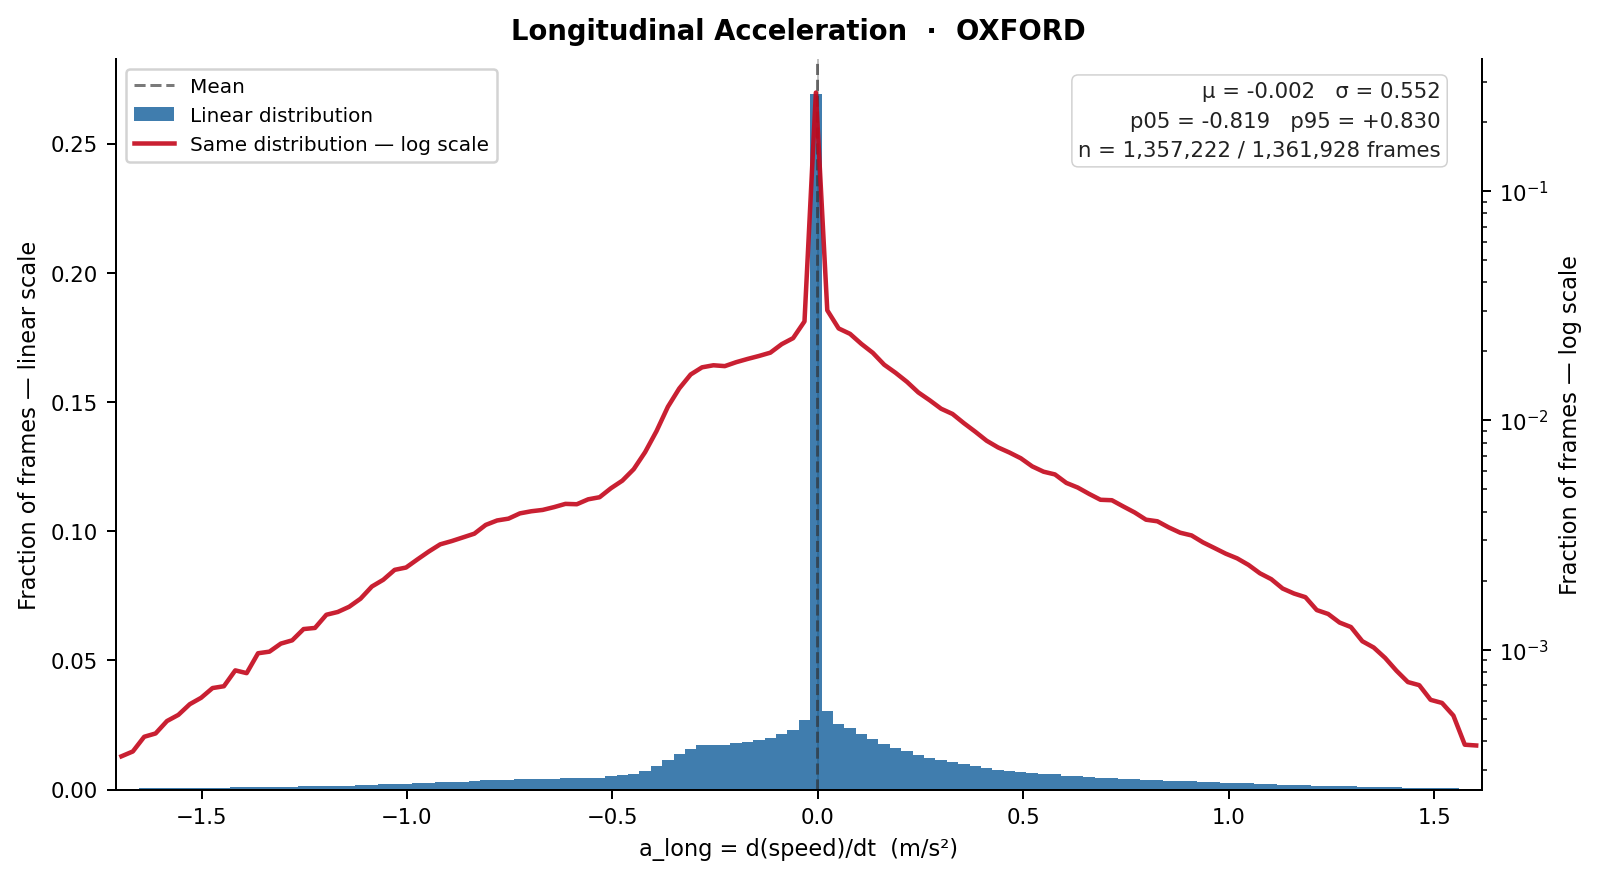 Longitudinal Acceleration · OXFORD
Mean
Linear distribution
Same distribution — log scale
μ = -0.002 σ = 0.552
p05 = -0.819 p95 = +0.830
n = 1,357,222 / 1,361,928 frames
Fraction of frames — linear scale
0.25
0.20
0.15
0.10
0.05
0.00
10⁻¹
10⁻²
10⁻³
Fraction of frames — log scale
−1.5 −1.0 −0.5 0.0 0.5 1.0 1.5
a_long = d(speed)/dt (m/s²)